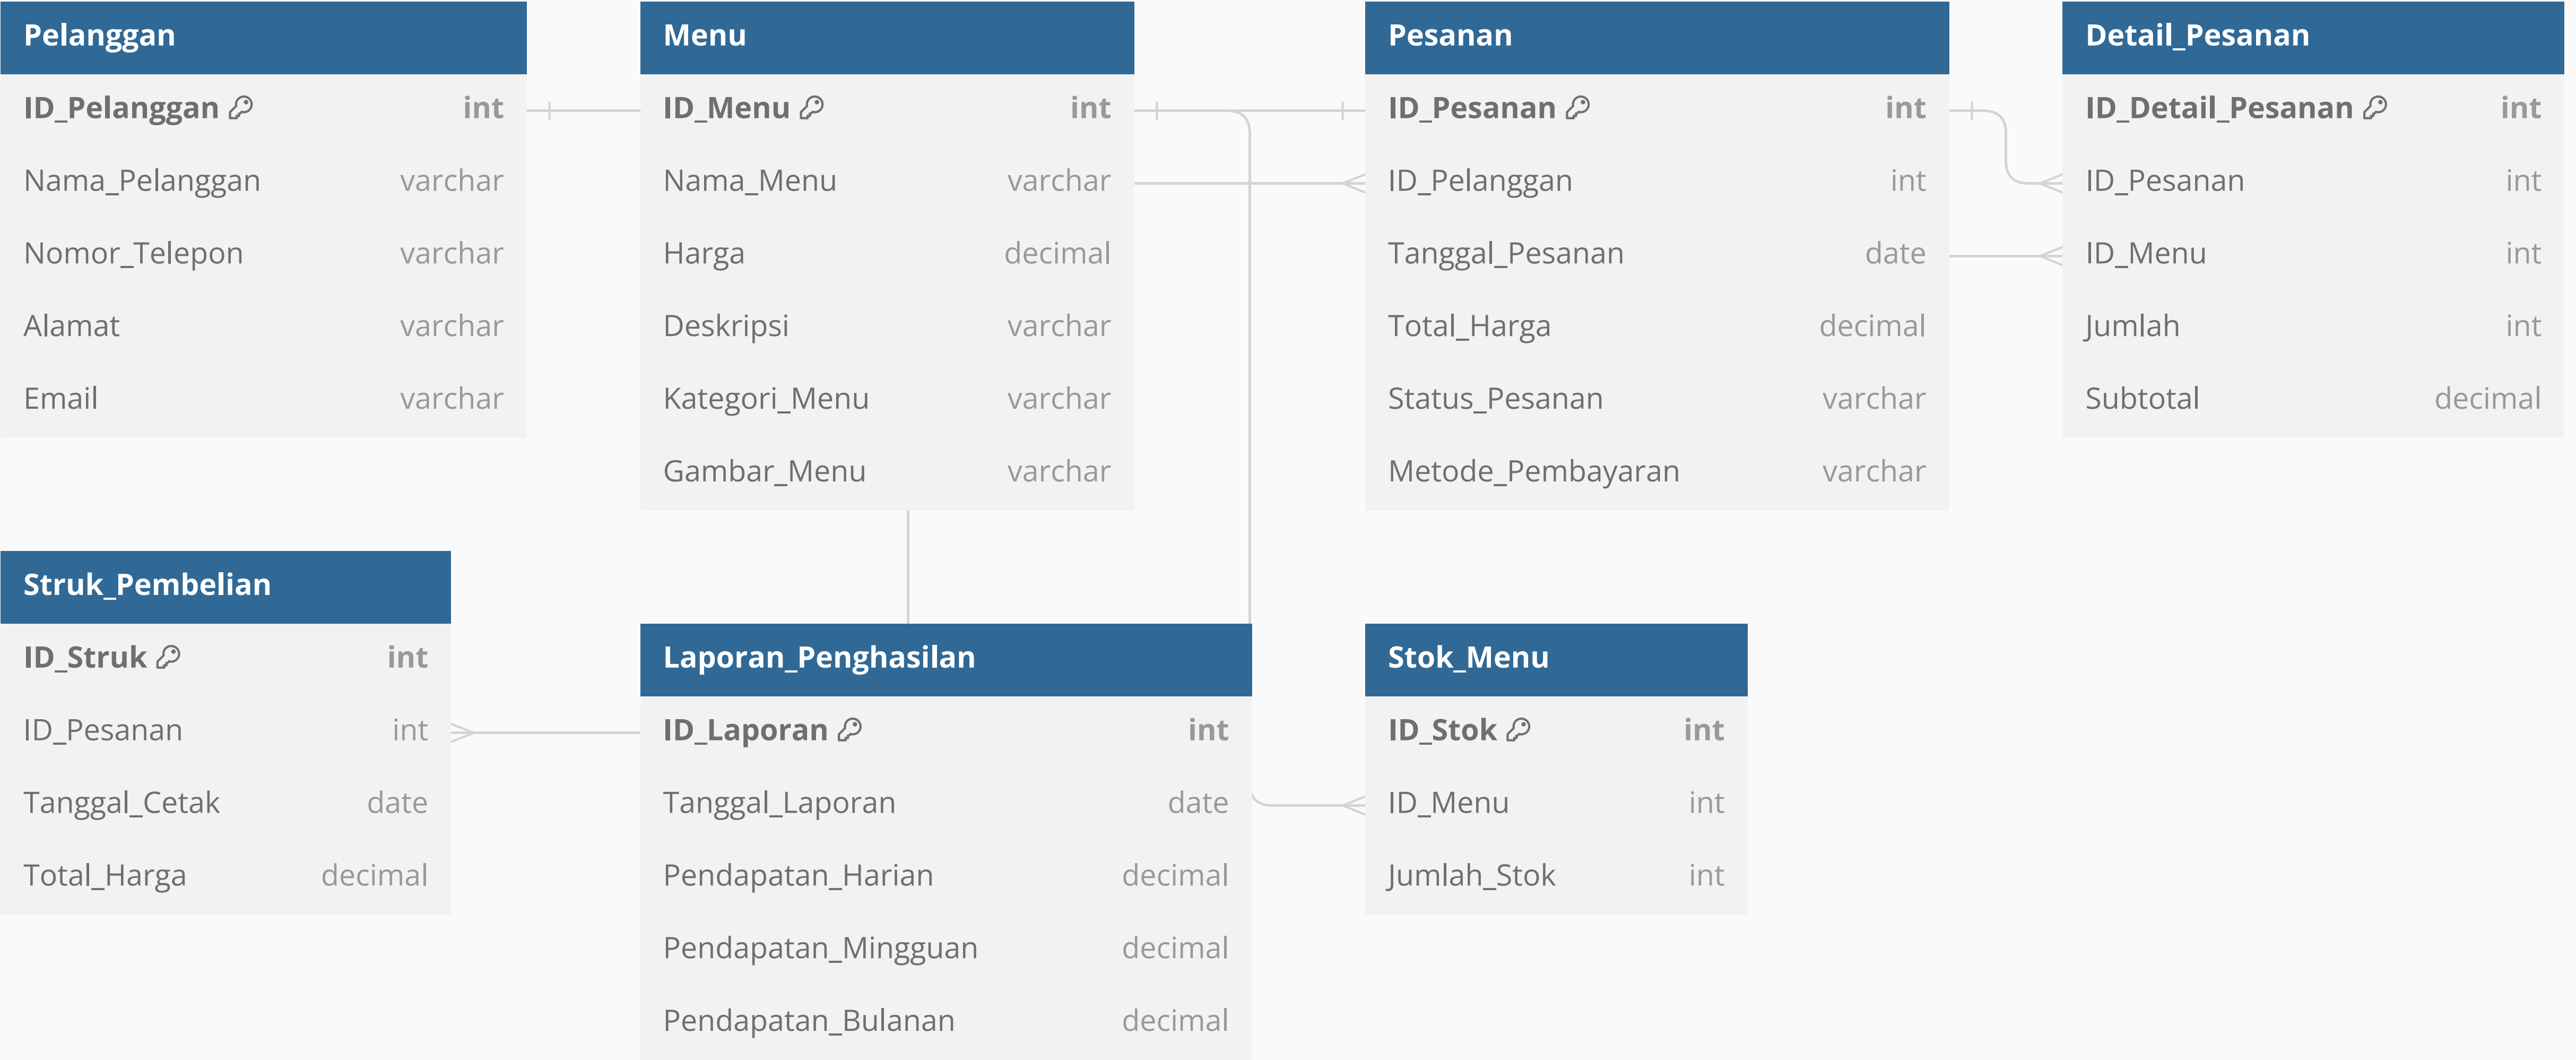 Pelanggan
ID_Pelanggan int
Nama_Pelanggan varchar
Nomor_Telepon varchar
Alamat varchar
Email varchar
Menu
ID_Menu int
Nama_Menu varchar
Harga decimal
Deskripsi varchar
Kategori_Menu varchar
Gambar_Menu varchar
Pesanan
ID_Pesanan int
ID_Pelanggan int
Tanggal_Pesanan date
Total_Harga decimal
Status_Pesanan varchar
Metode_Pembayaran varchar
Detail_Pesanan
ID_Detail_Pesanan int
ID_Pesanan int
ID_Menu int
Jumlah int
Subtotal decimal
Struk_Pembelian
ID_Struk int
ID_Pesanan int
Tanggal_Cetak date
Total_Harga decimal
Laporan_Penghasilan
ID_Laporan int
Tanggal_Laporan date
Pendapatan_Harian decimal
Pendapatan_Mingguan decimal
Pendapatan_Bulanan decimal
Stok_Menu
ID_Stok int
ID_Menu int
Jumlah_Stok int